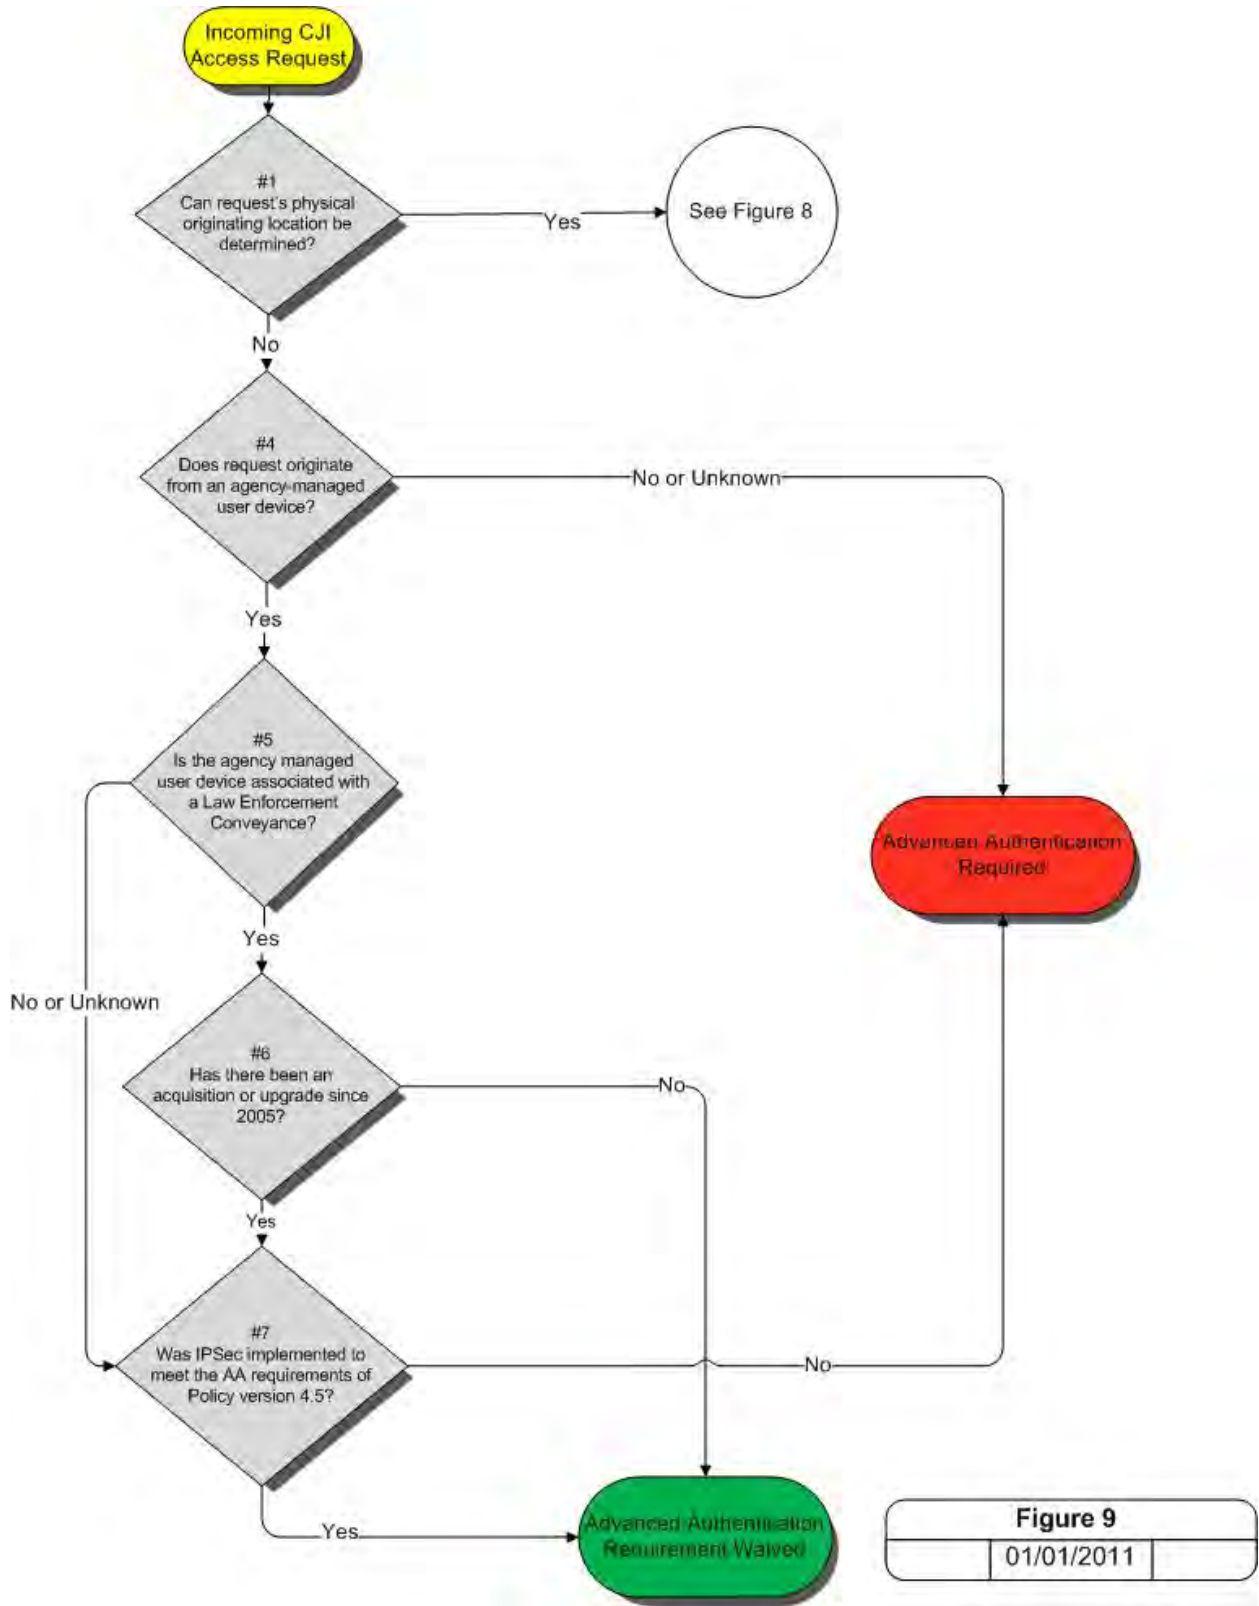 Incoming CJI
Access Request
#1
Can request's physical
originating location be
determined?
Yes
See Figure 8
No
#4
Does request originate
from an agency-managed
user device?
No or Unknown
Yes
#5
Is the agency managed
user device associated with
a Law Enforcement
Conveyance?
Advanced Authentication
Required
Yes
No or Unknown
#6
Has there been an
acquisition or upgrade since
2005?
No
Yes
#7
Was IPSec implemented to
meet the AA requirements of
Policy version 4.5?
No
Yes
Advanced Authentication
Requirement Waived
Figure 9
01/01/2011